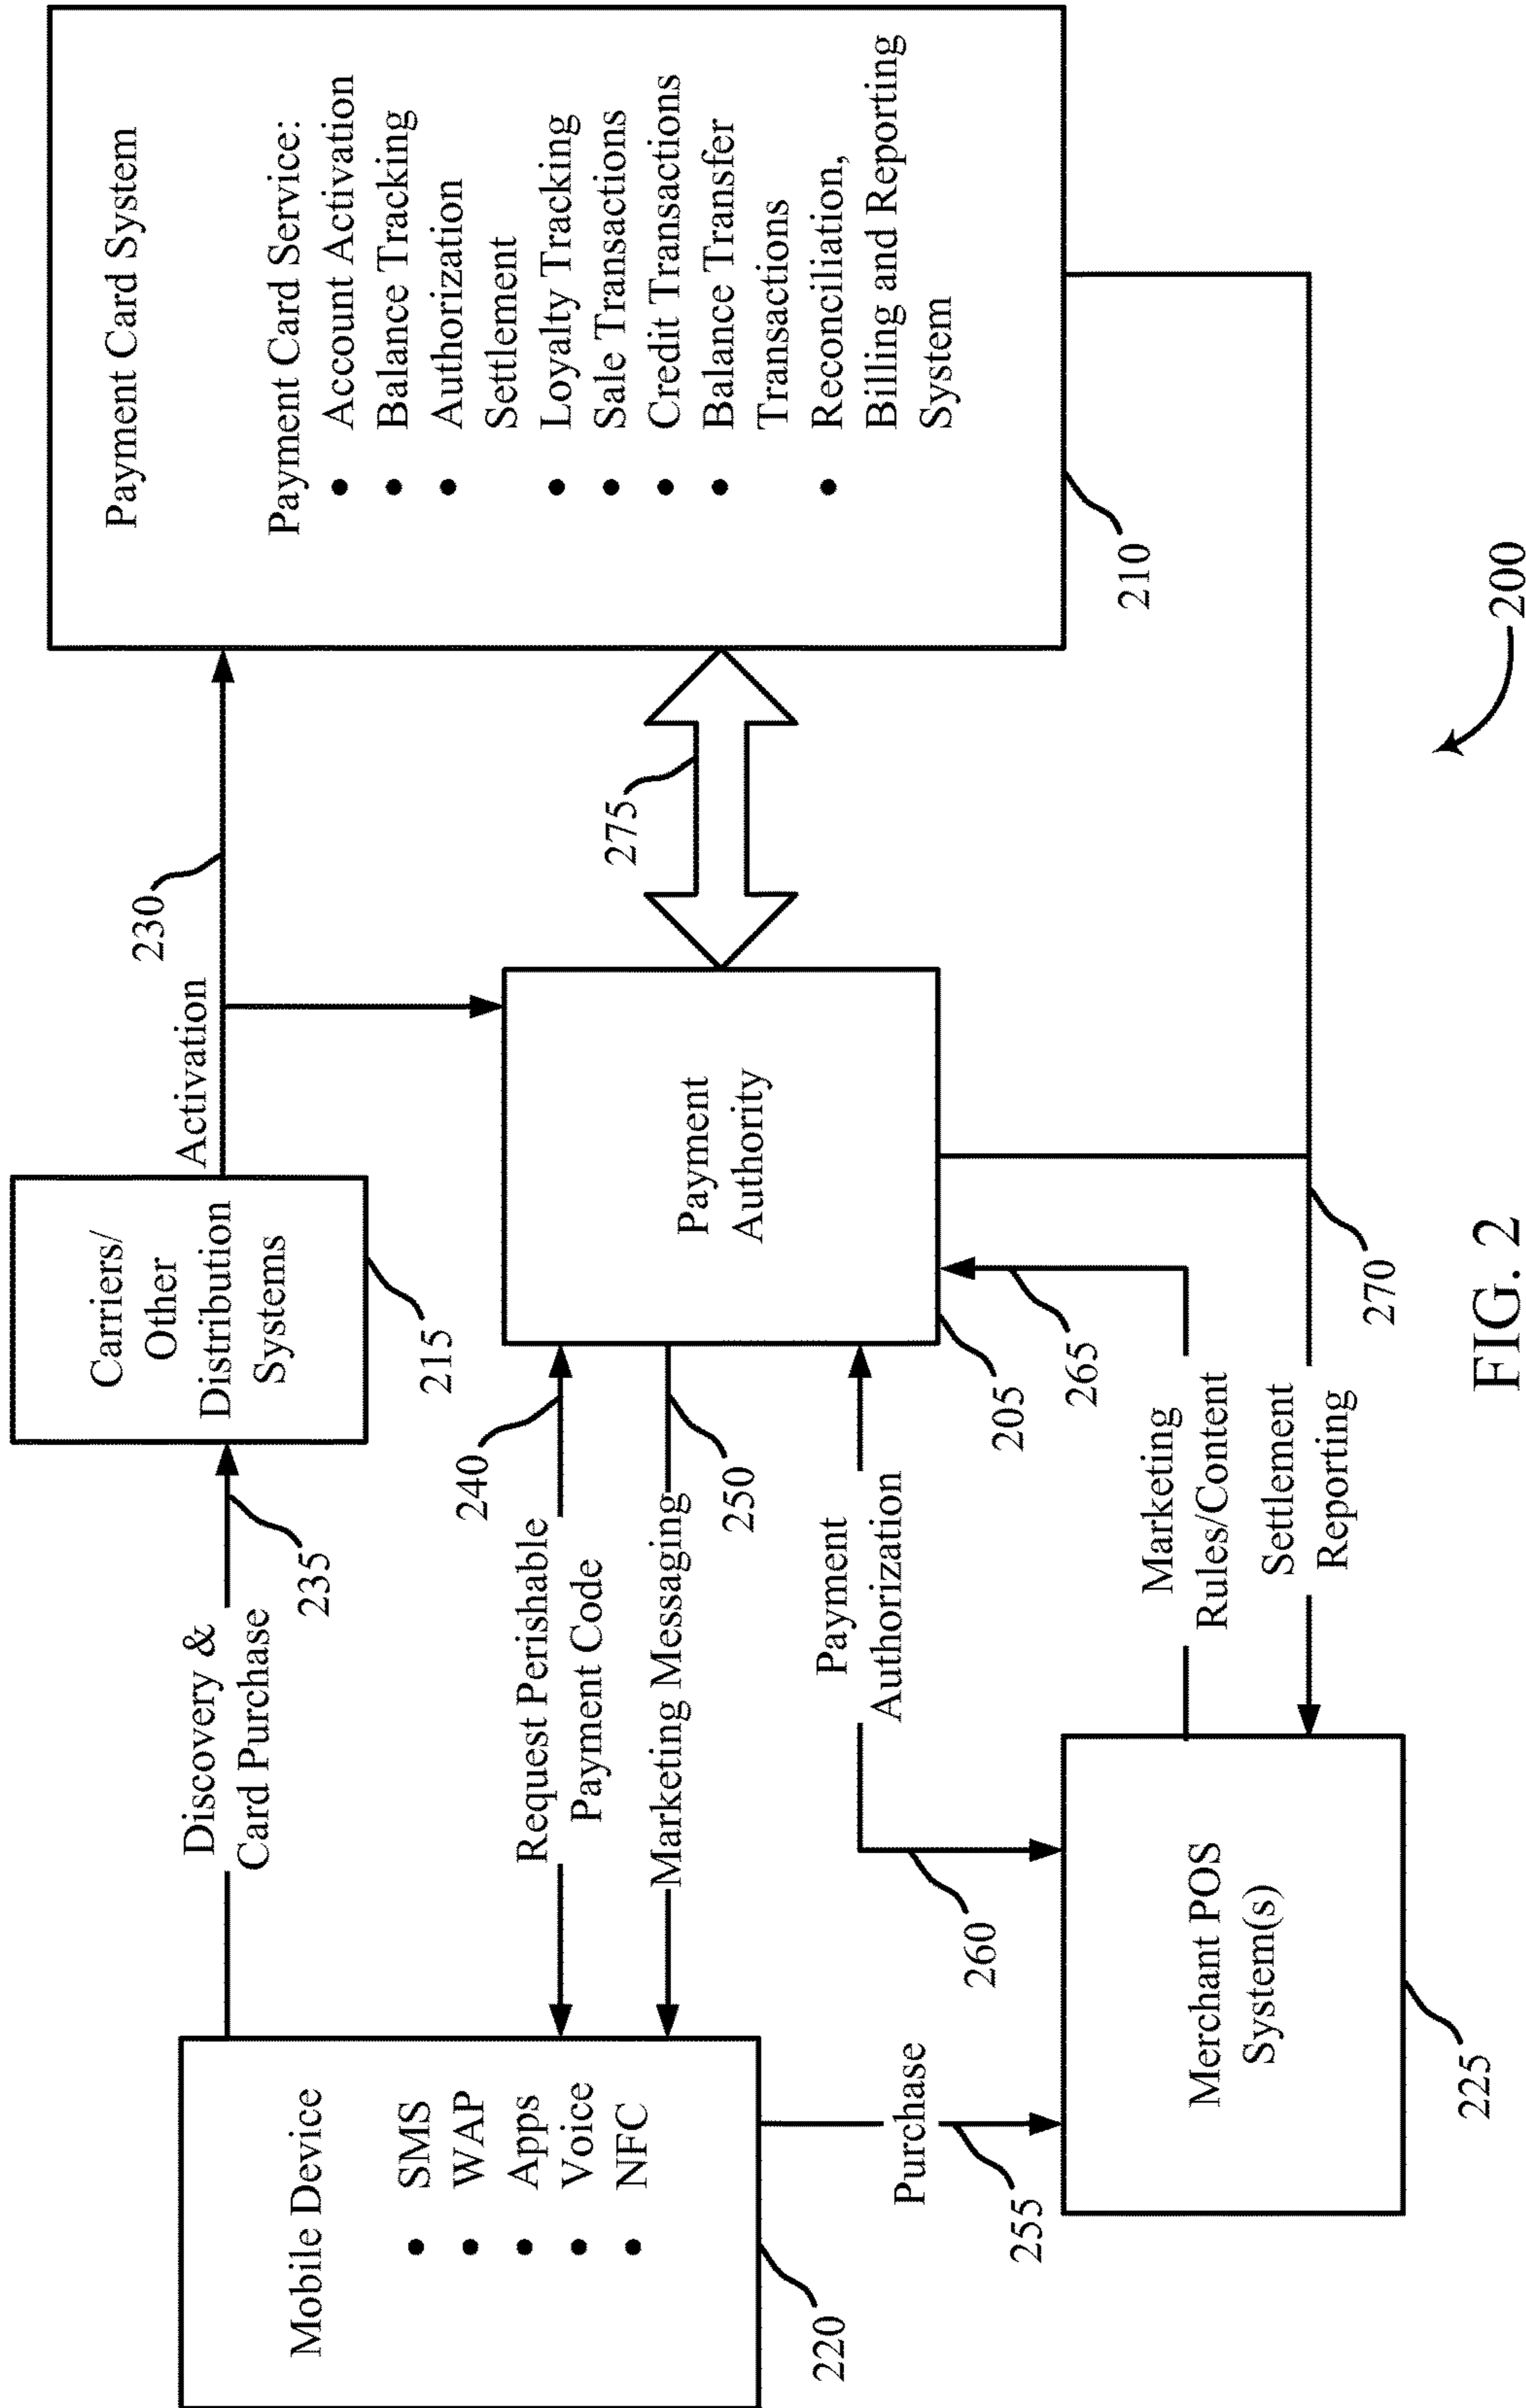 Mobile Device
• SMS
• WAP
• Apps
• Voice
• NFC
220
Discovery &
Card Purchase
235
Carriers/
Other
Distribution
Systems
215
Activation
230
Payment Card System
Payment Card Service:
• Account Activation
• Balance Tracking
• Authorization
Settlement
• Loyalty Tracking
• Sale Transactions
• Credit Transactions
• Balance Transfer
Transactions
• Reconciliation,
Billing and Reporting
System
210
Request Perishable
Payment Code
240
Marketing Messaging
250
Payment
Authority
205
275
Purchase
255
Payment
Authorization
260
Merchant POS
System(s)
225
Marketing
Rules/Content
265
Settlement
Reporting
270
200
FIG. 2